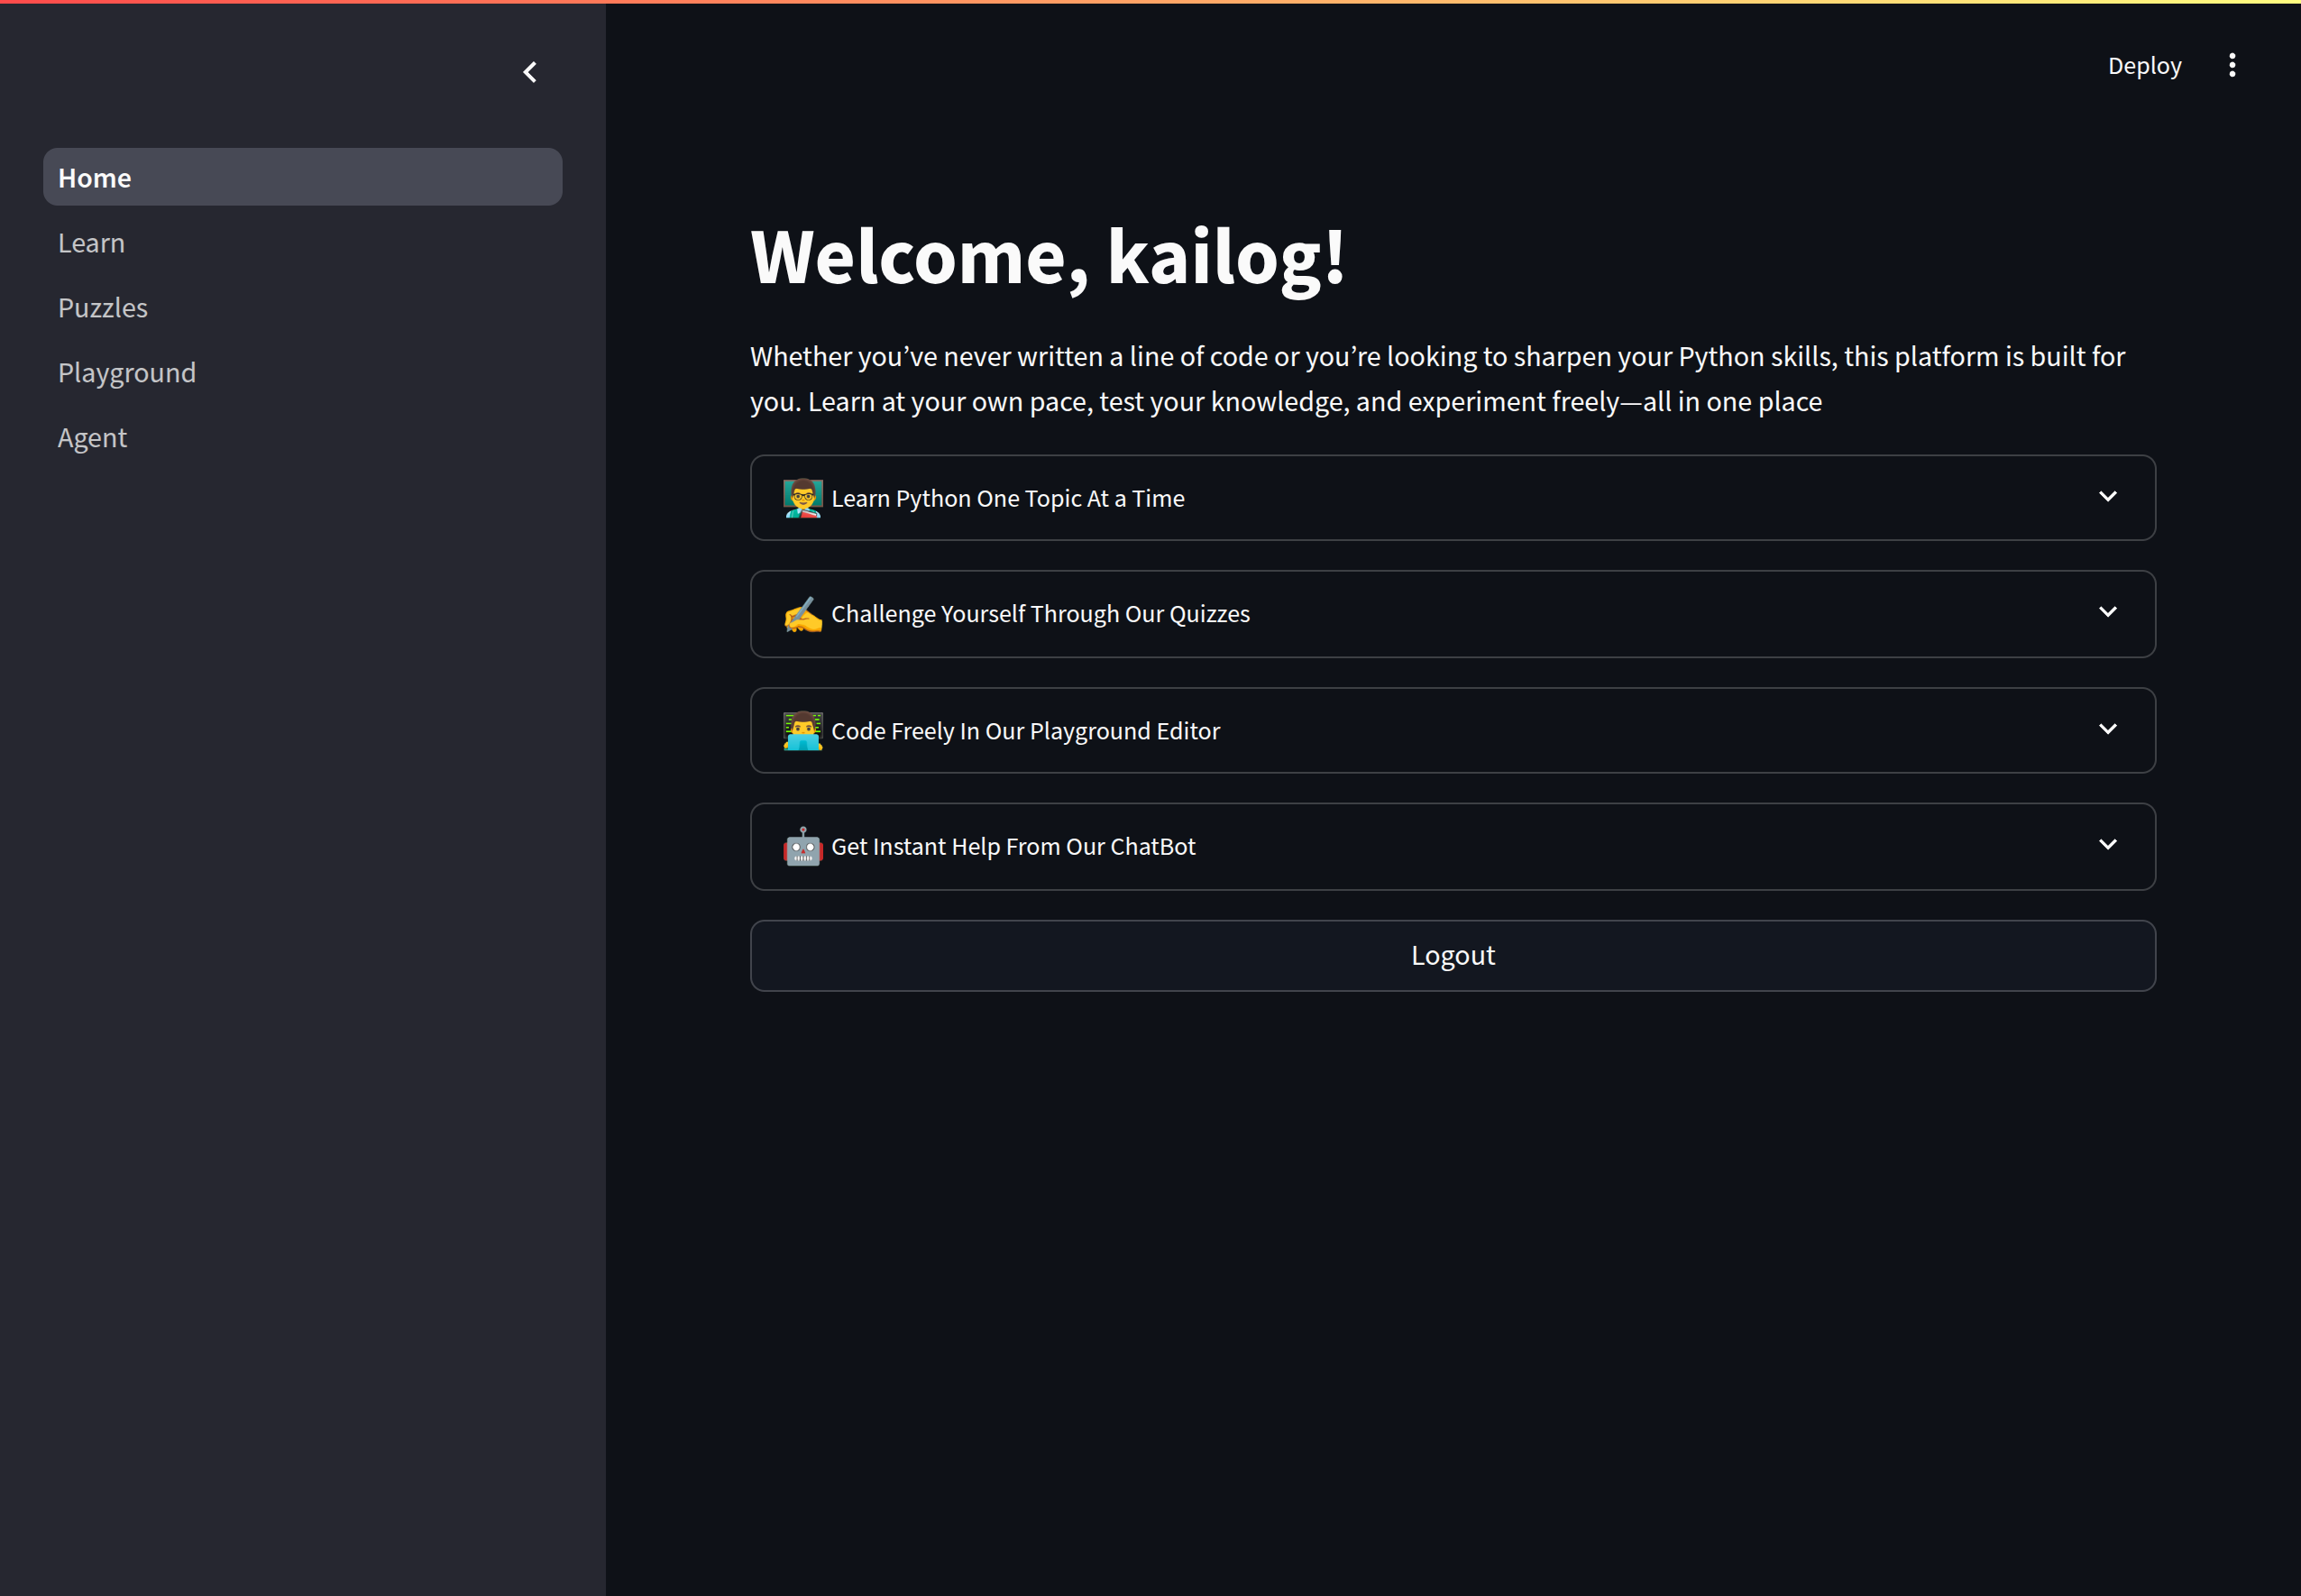 Deploy
Home
Learn
Puzzles
Playground
Agent
Welcome, kailog!
Whether you’ve never written a line of code or you’re looking to sharpen your Python skills, this platform is built for
you. Learn at your own pace, test your knowledge, and experiment freely—all in one place
Learn Python One Topic At a Time
Challenge Yourself Through Our Quizzes
Code Freely In Our Playground Editor
Get Instant Help From Our ChatBot
Logout